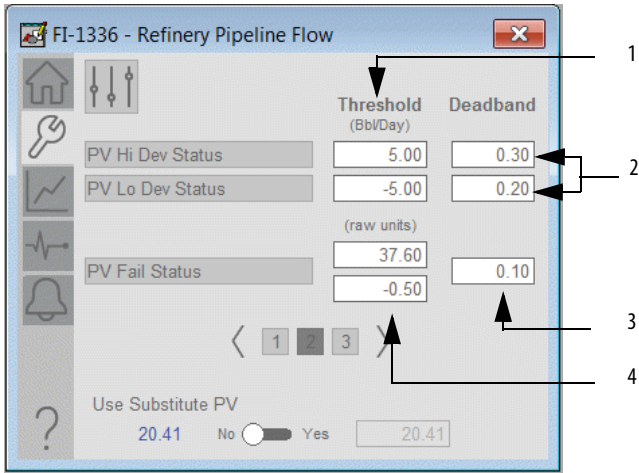 FI-1336 - Refinery Pipeline Flow
1
Threshold Deadband
(Bbl/Day)
PV Hi Dev Status 5.00 0.30
2
PV Lo Dev Status -5.00 0.20
(raw units)
37.60
PV Fail Status 0.10
-0.50
3
1 2 3
4
Use Substitute PV
20.41 No Yes 20.41
?